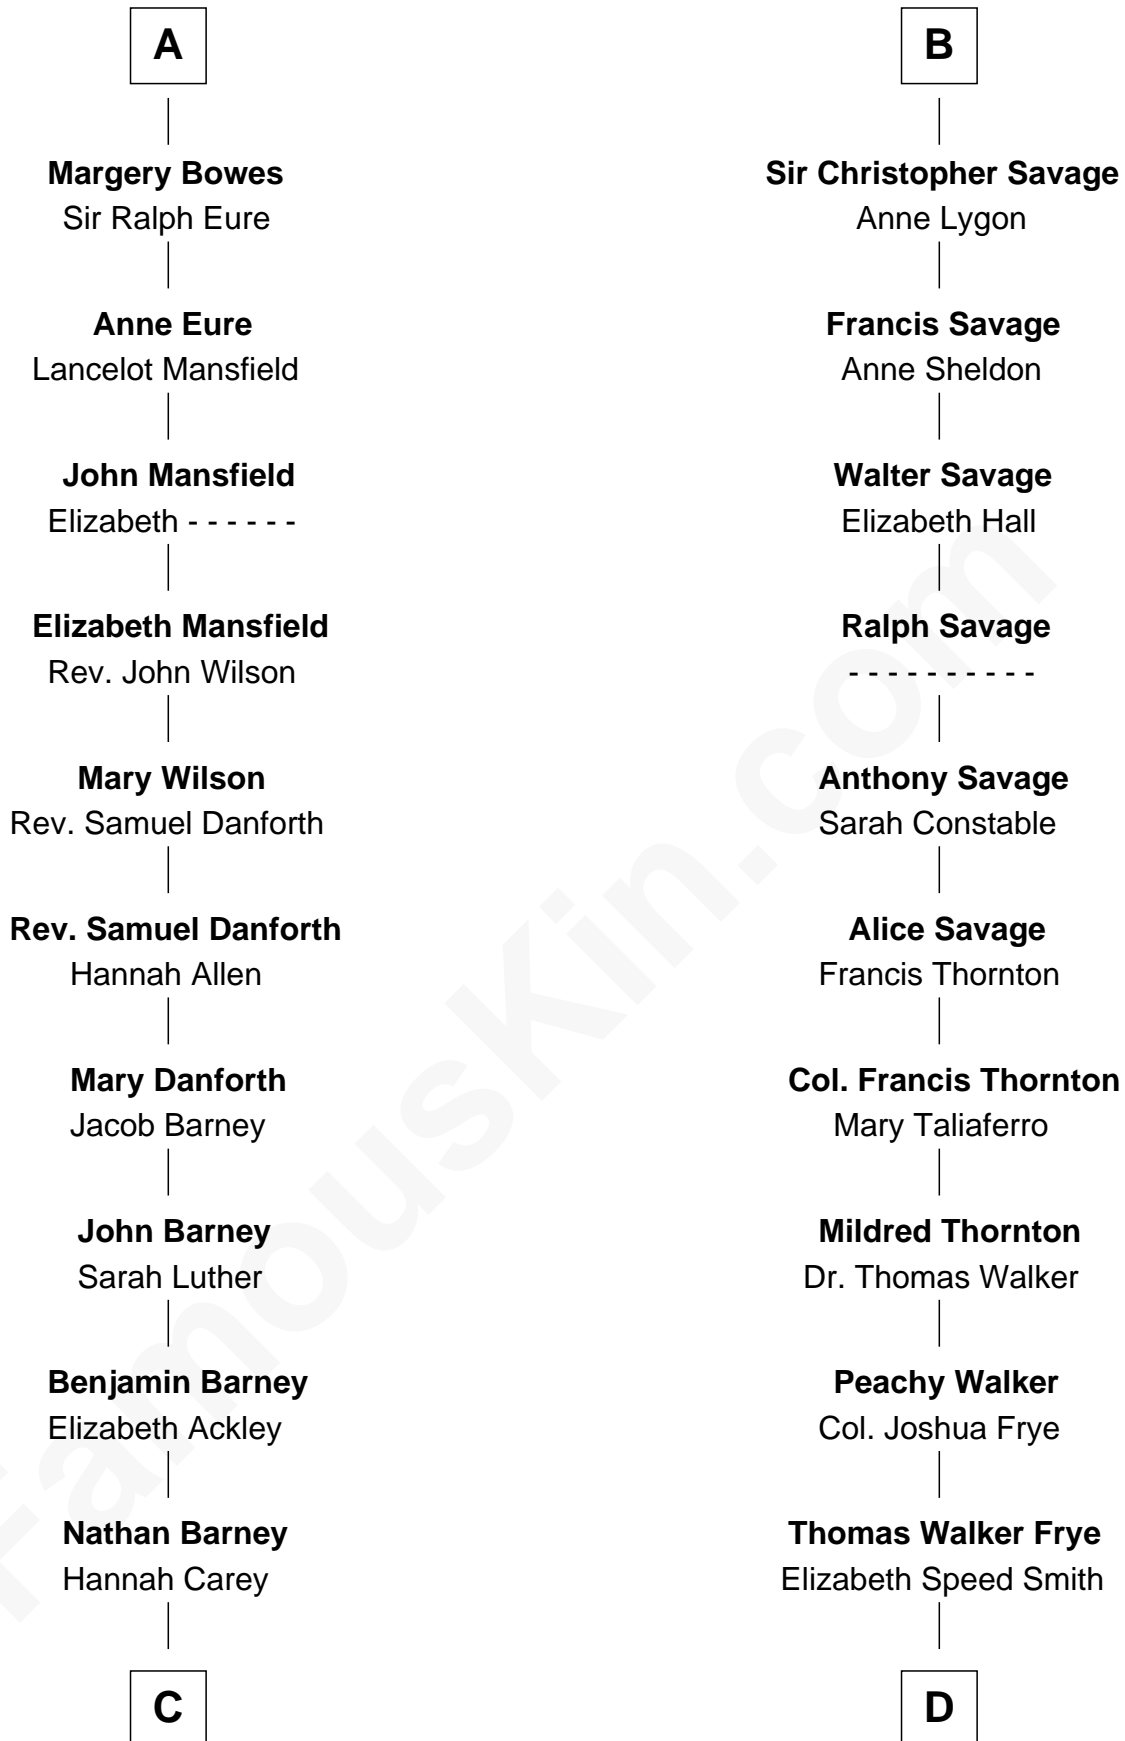 A
Margery Bowes
Sir Ralph Eure
Anne Eure
Lancelot Mansfield
John Mansfield
Elizabeth - - - - - -
Elizabeth Mansfield
Rev. John Wilson
Mary Wilson
Rev. Samuel Danforth
Rev. Samuel Danforth
Hannah Allen
Mary Danforth
Jacob Barney
John Barney
Sarah Luther
Benjamin Barney
Elizabeth Ackley
Nathan Barney
Hannah Carey
C
B
Sir Christopher Savage
Anne Lygon
Francis Savage
Anne Sheldon
Walter Savage
Elizabeth Hall
Ralph Savage
- - - - - - - - - -
Anthony Savage
Sarah Constable
Alice Savage
Francis Thornton
Col. Francis Thornton
Mary Taliaferro
Mildred Thornton
Dr. Thomas Walker
Peachy Walker
Col. Joshua Frye
Thomas Walker Frye
Elizabeth Speed Smith
D
FamousKin.com